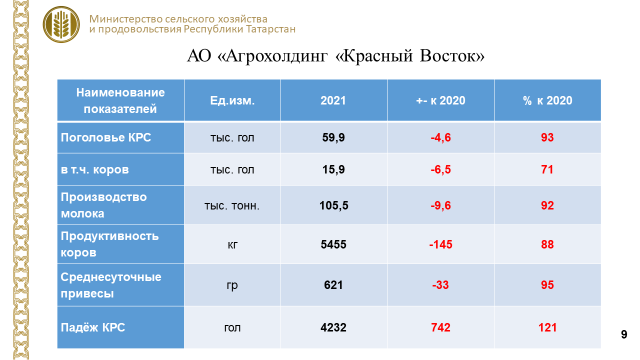 Министерство сельского хозяйства
и продовольствия Республики Татарстан
АО «Агрохолдинг «Красный Восток»
Наименование показателей Ед.изм. 2021 +- к 2020 % к 2020
Поголовье КРС тыс. гол 59,9 -4,6 93
в т.ч. коров тыс. гол 15,9 -6,5 71
Производство молока тыс. тонн. 105,5 -9,6 92
Продуктивность коров кг 5455 -145 88
Среднесуточные привесы гр 621 -33 95
Падёж КРС гол 4232 742 121
9